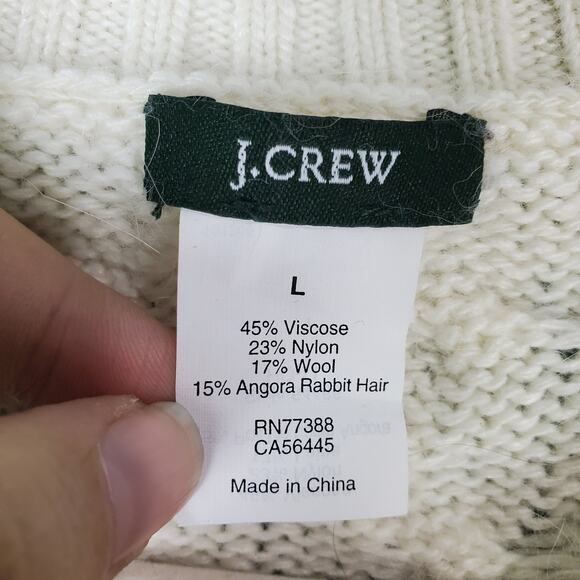 J.CREW
L
45% Viscose
23% Nylon
17% Wool
15% Angora Rabbit Hair
RN77388
CA56445
Made in China